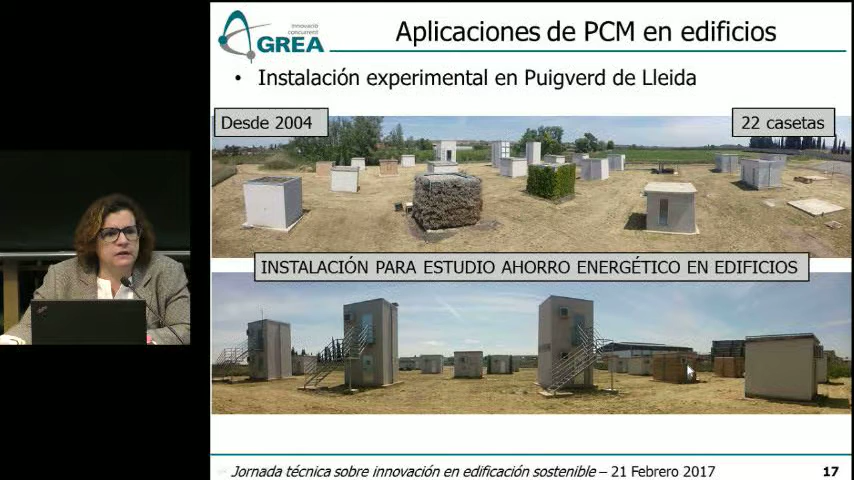 innovació
concurrent
GREA
Aplicaciones de PCM en edificios
• Instalación experimental en Puigverd de Lleida
Desde 2004
22 casetas
INSTALACIÓN PARA ESTUDIO AHORRO ENERGÉTICO EN EDIFICIOS
Jornada técnica sobre innovación en edificación sostenible – 21 Febrero 2017
17